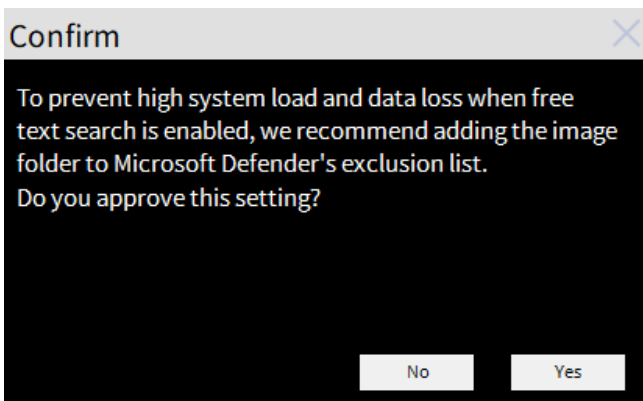 Confirm
To prevent high system load and data loss when free
text search is enabled, we recommend adding the image
folder to Microsoft Defender's exclusion list.
Do you approve this setting?
No
Yes